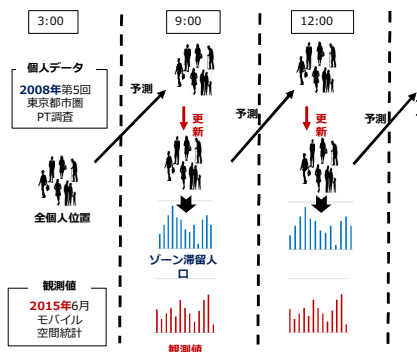 3:00
9:00
12:00
個人データ
2008年第5回
東京都市圏
PT調査
予測
予測
予測
更
新
更
新
全個人位置
ゾーン滞留人
口
観測値
2015年6月
モバイル
空間統計
観測値